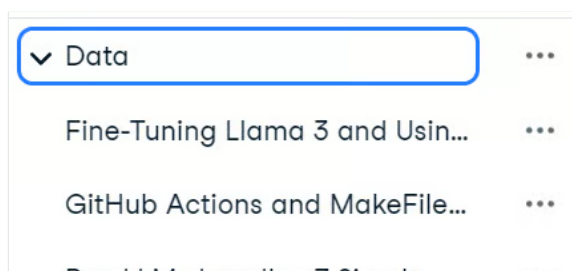 Data
Fine-Tuning Llama 3 and Usin...
GitHub Actions and MakeFile...